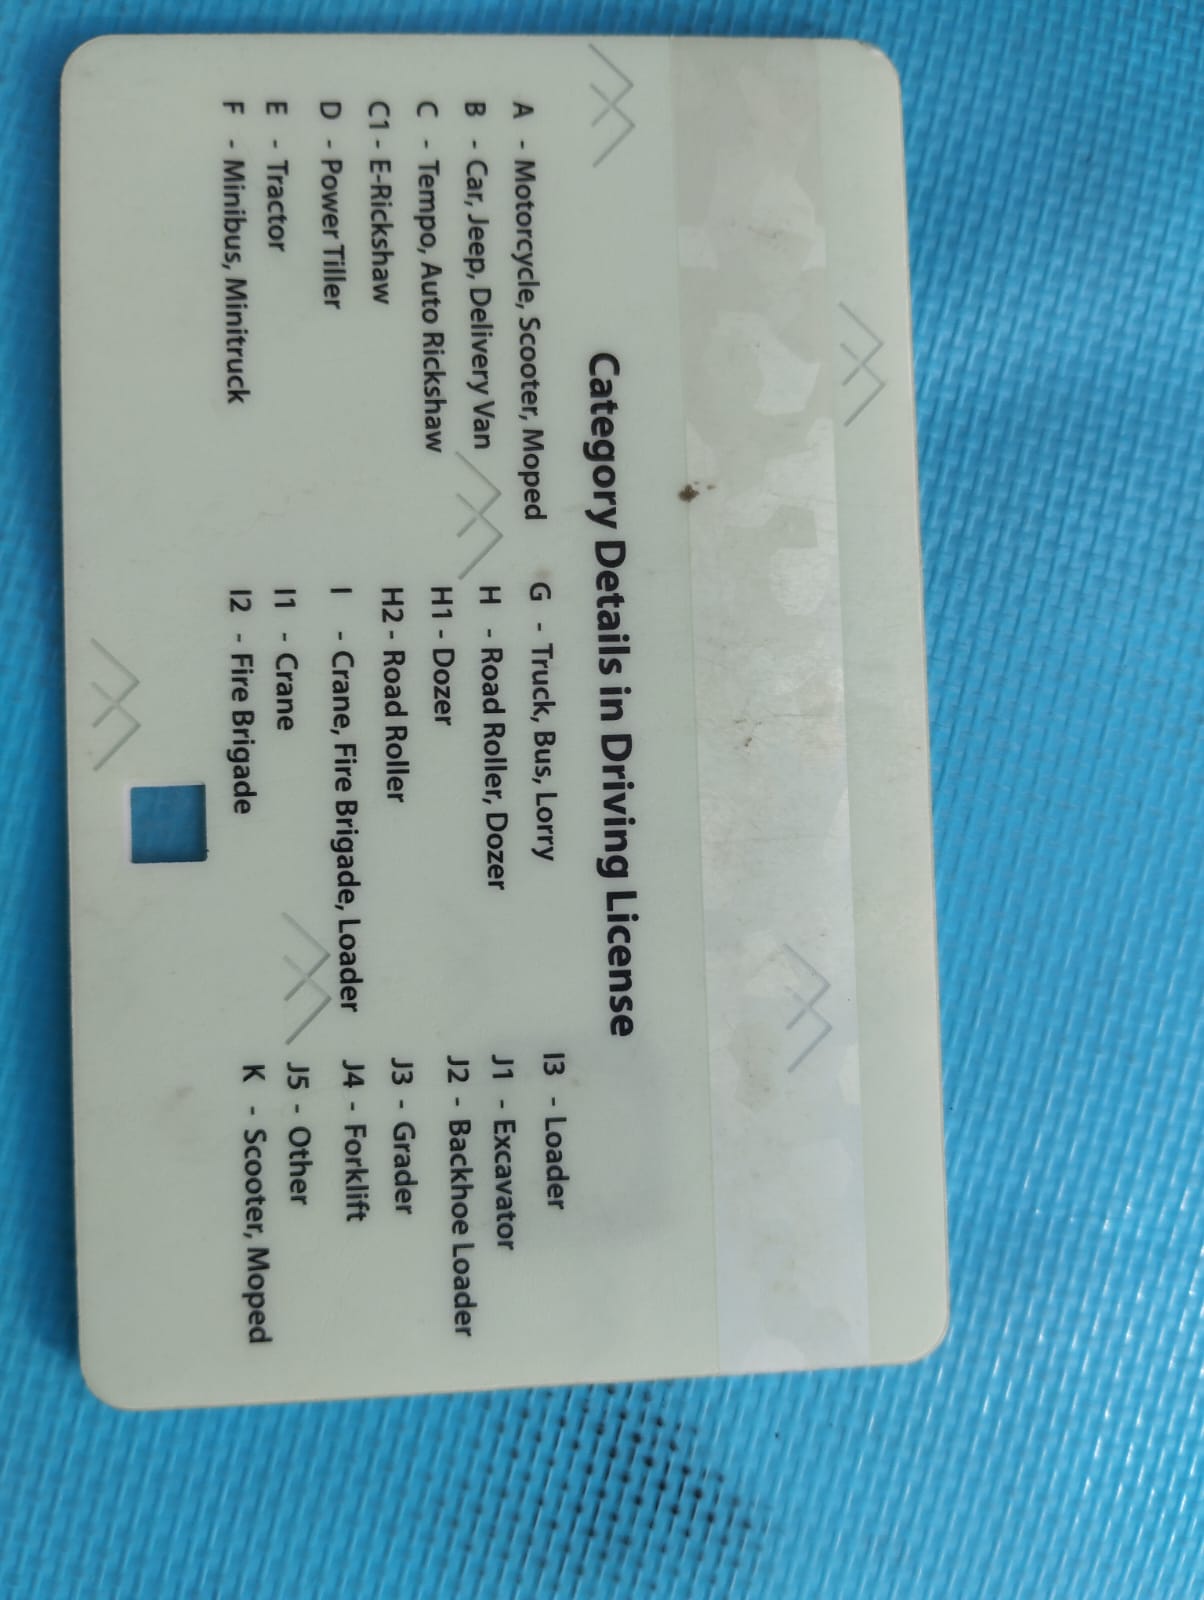 Category Details in Driving License
A - Motorcycle, Scooter, Moped
B - Car, Jeep, Delivery Van
C - Tempo, Auto Rickshaw
C1 - E-Rickshaw
D - Power Tiller
E - Tractor
F - Minibus, Minitruck
G - Truck, Bus, Lorry
H - Road Roller, Dozer
H1 - Dozer
H2 - Road Roller
I - Crane, Fire Brigade, Loader
I1 - Crane
I2 - Fire Brigade
I3 - Loader
J1 - Excavator
J2 - Backhoe Loader
J3 - Grader
J4 - Forklift
J5 - Other
K - Scooter, Moped